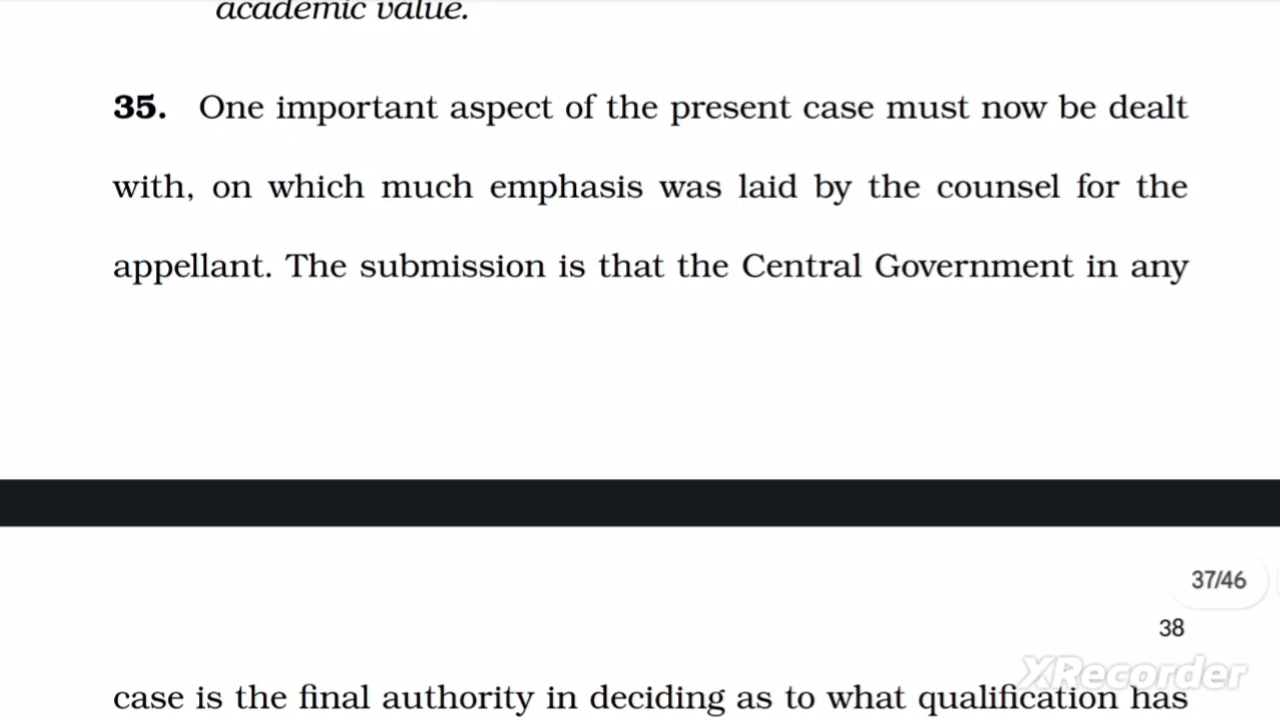 academic value.
35. One important aspect of the present case must now be dealt
with, on which much emphasis was laid by the counsel for the
appellant. The submission is that the Central Government in any
37/46
38
XRecorder
case is the final authority in deciding as to what qualification has